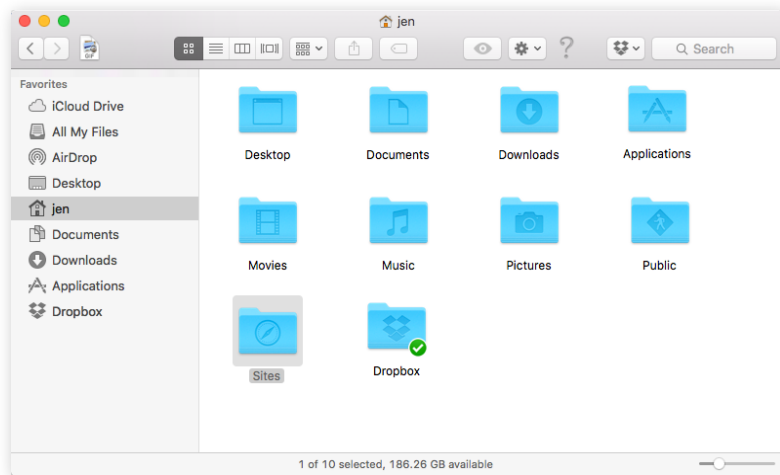 jen
GIF
Search
Favorites
iCloud Drive
All My Files
AirDrop
Desktop
jen
Documents
Downloads
Applications
Dropbox
Desktop
Documents
Downloads
Applications
Movies
Music
Pictures
Public
Sites
Dropbox
1 of 10 selected, 186.26 GB available